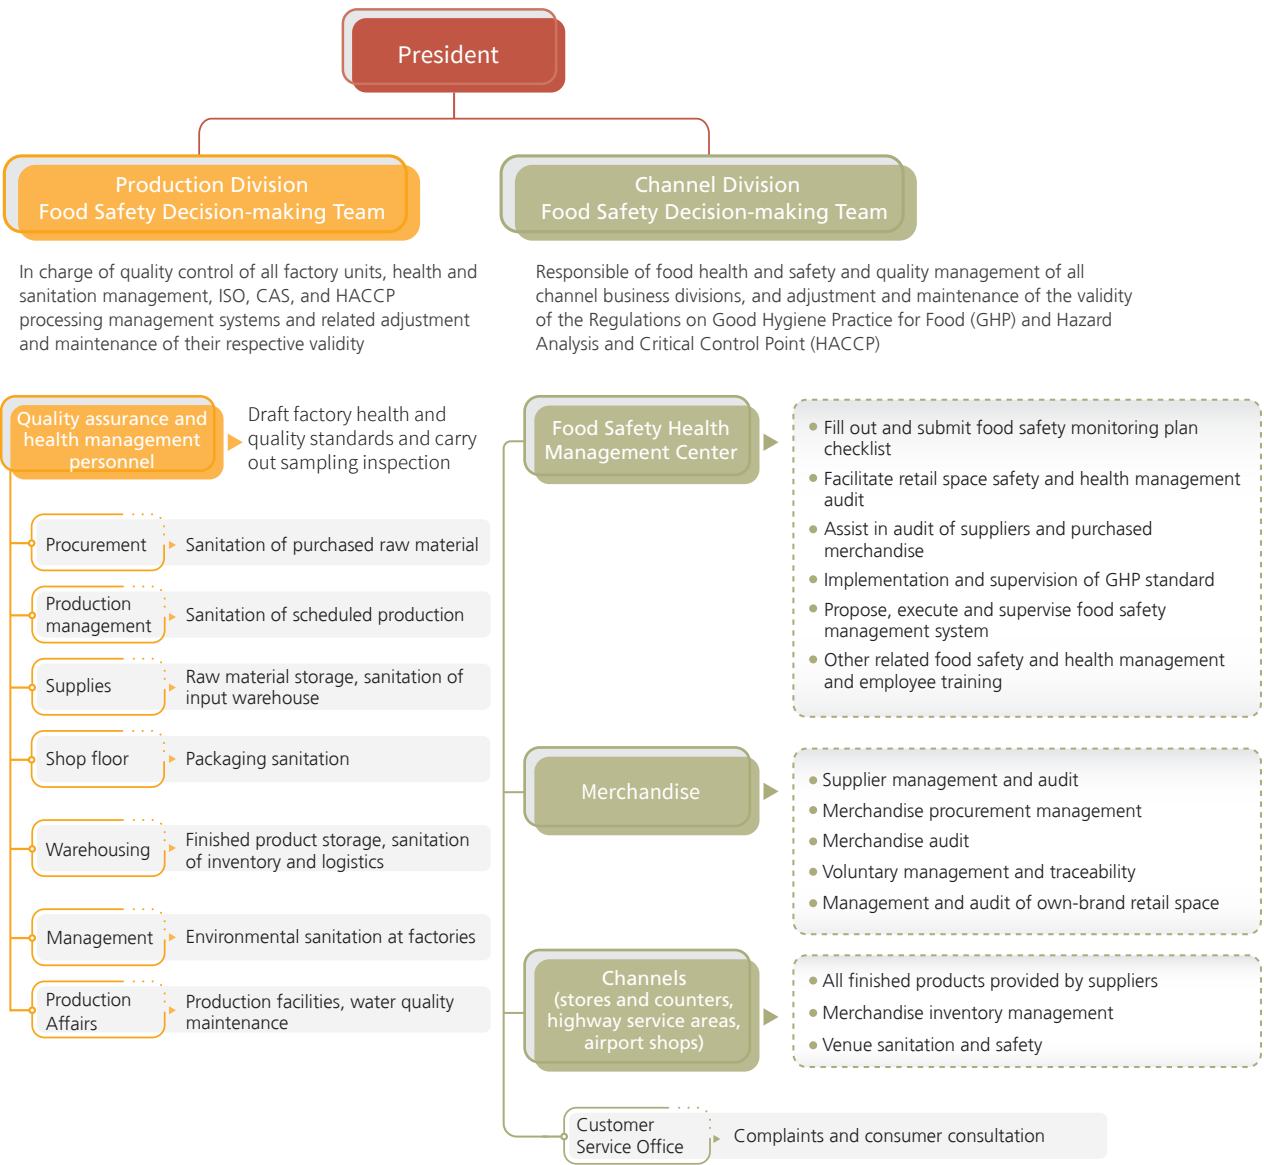 President
Production Division
Food Safety Decision-making Team
In charge of quality control of all factory units, health and
sanitation management, ISO, CAS, and HACCP
processing management systems and related adjustment
and maintenance of their respective validity
Quality assurance and
health management
personnel
Draft factory health and
quality standards and carry
out sampling inspection
Procurement
Sanitation of purchased raw material
Production
management
Sanitation of scheduled production
Supplies
Raw material storage, sanitation of
input warehouse
Shop floor
Packaging sanitation
Warehousing
Finished product storage, sanitation
of inventory and logistics
Management
Environmental sanitation at factories
Production
Affairs
Production facilities, water quality
maintenance
Channel Division
Food Safety Decision-making Team
Responsible of food health and safety and quality management of all
channel business divisions, and adjustment and maintenance of the validity
of the Regulations on Good Hygiene Practice for Food (GHP) and Hazard
Analysis and Critical Control Point (HACCP)
Food Safety Health
Management Center
• Fill out and submit food safety monitoring plan
checklist
• Facilitate retail space safety and health management
audit
• Assist in audit of suppliers and purchased
merchandise
• Implementation and supervision of GHP standard
• Propose, execute and supervise food safety
management system
• Other related food safety and health management
and employee training
Merchandise
• Supplier management and audit
• Merchandise procurement management
• Merchandise audit
• Voluntary management and traceability
• Management and audit of own-brand retail space
Channels
(stores and counters,
highway service areas,
airport shops)
• All finished products provided by suppliers
• Merchandise inventory management
• Venue sanitation and safety
Customer
Service Office
Complaints and consumer consultation